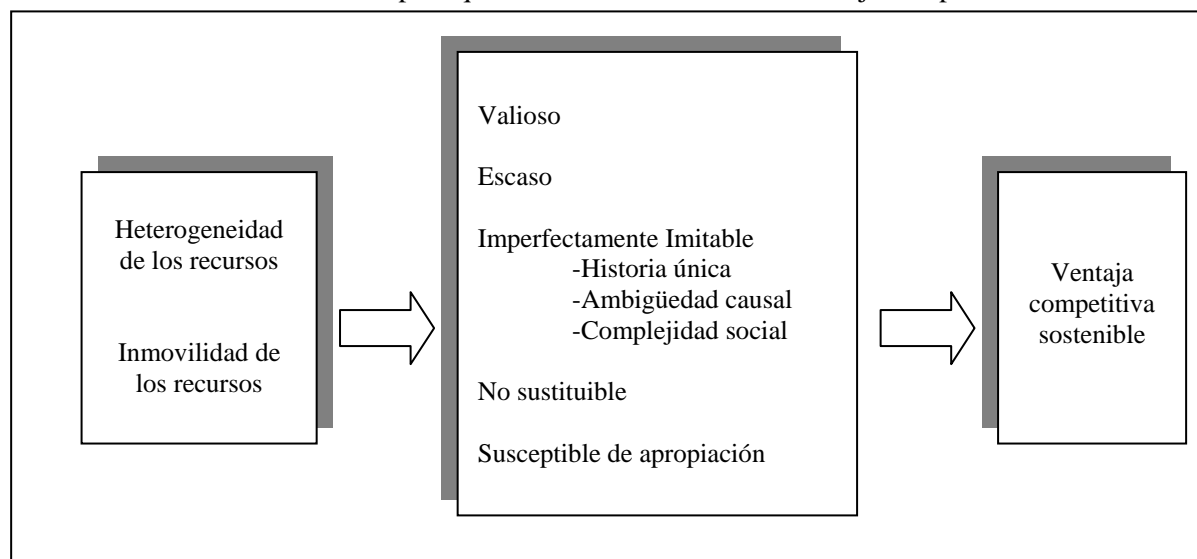 Heterogeneidad
de los recursos
Inmovilidad de
los recursos
Valioso
Escaso
Imperfectamente Imitable
-Historia única
-Ambigüedad causal
-Complejidad social
No sustituible
Susceptible de apropiación
Ventaja
competitiva
sostenible